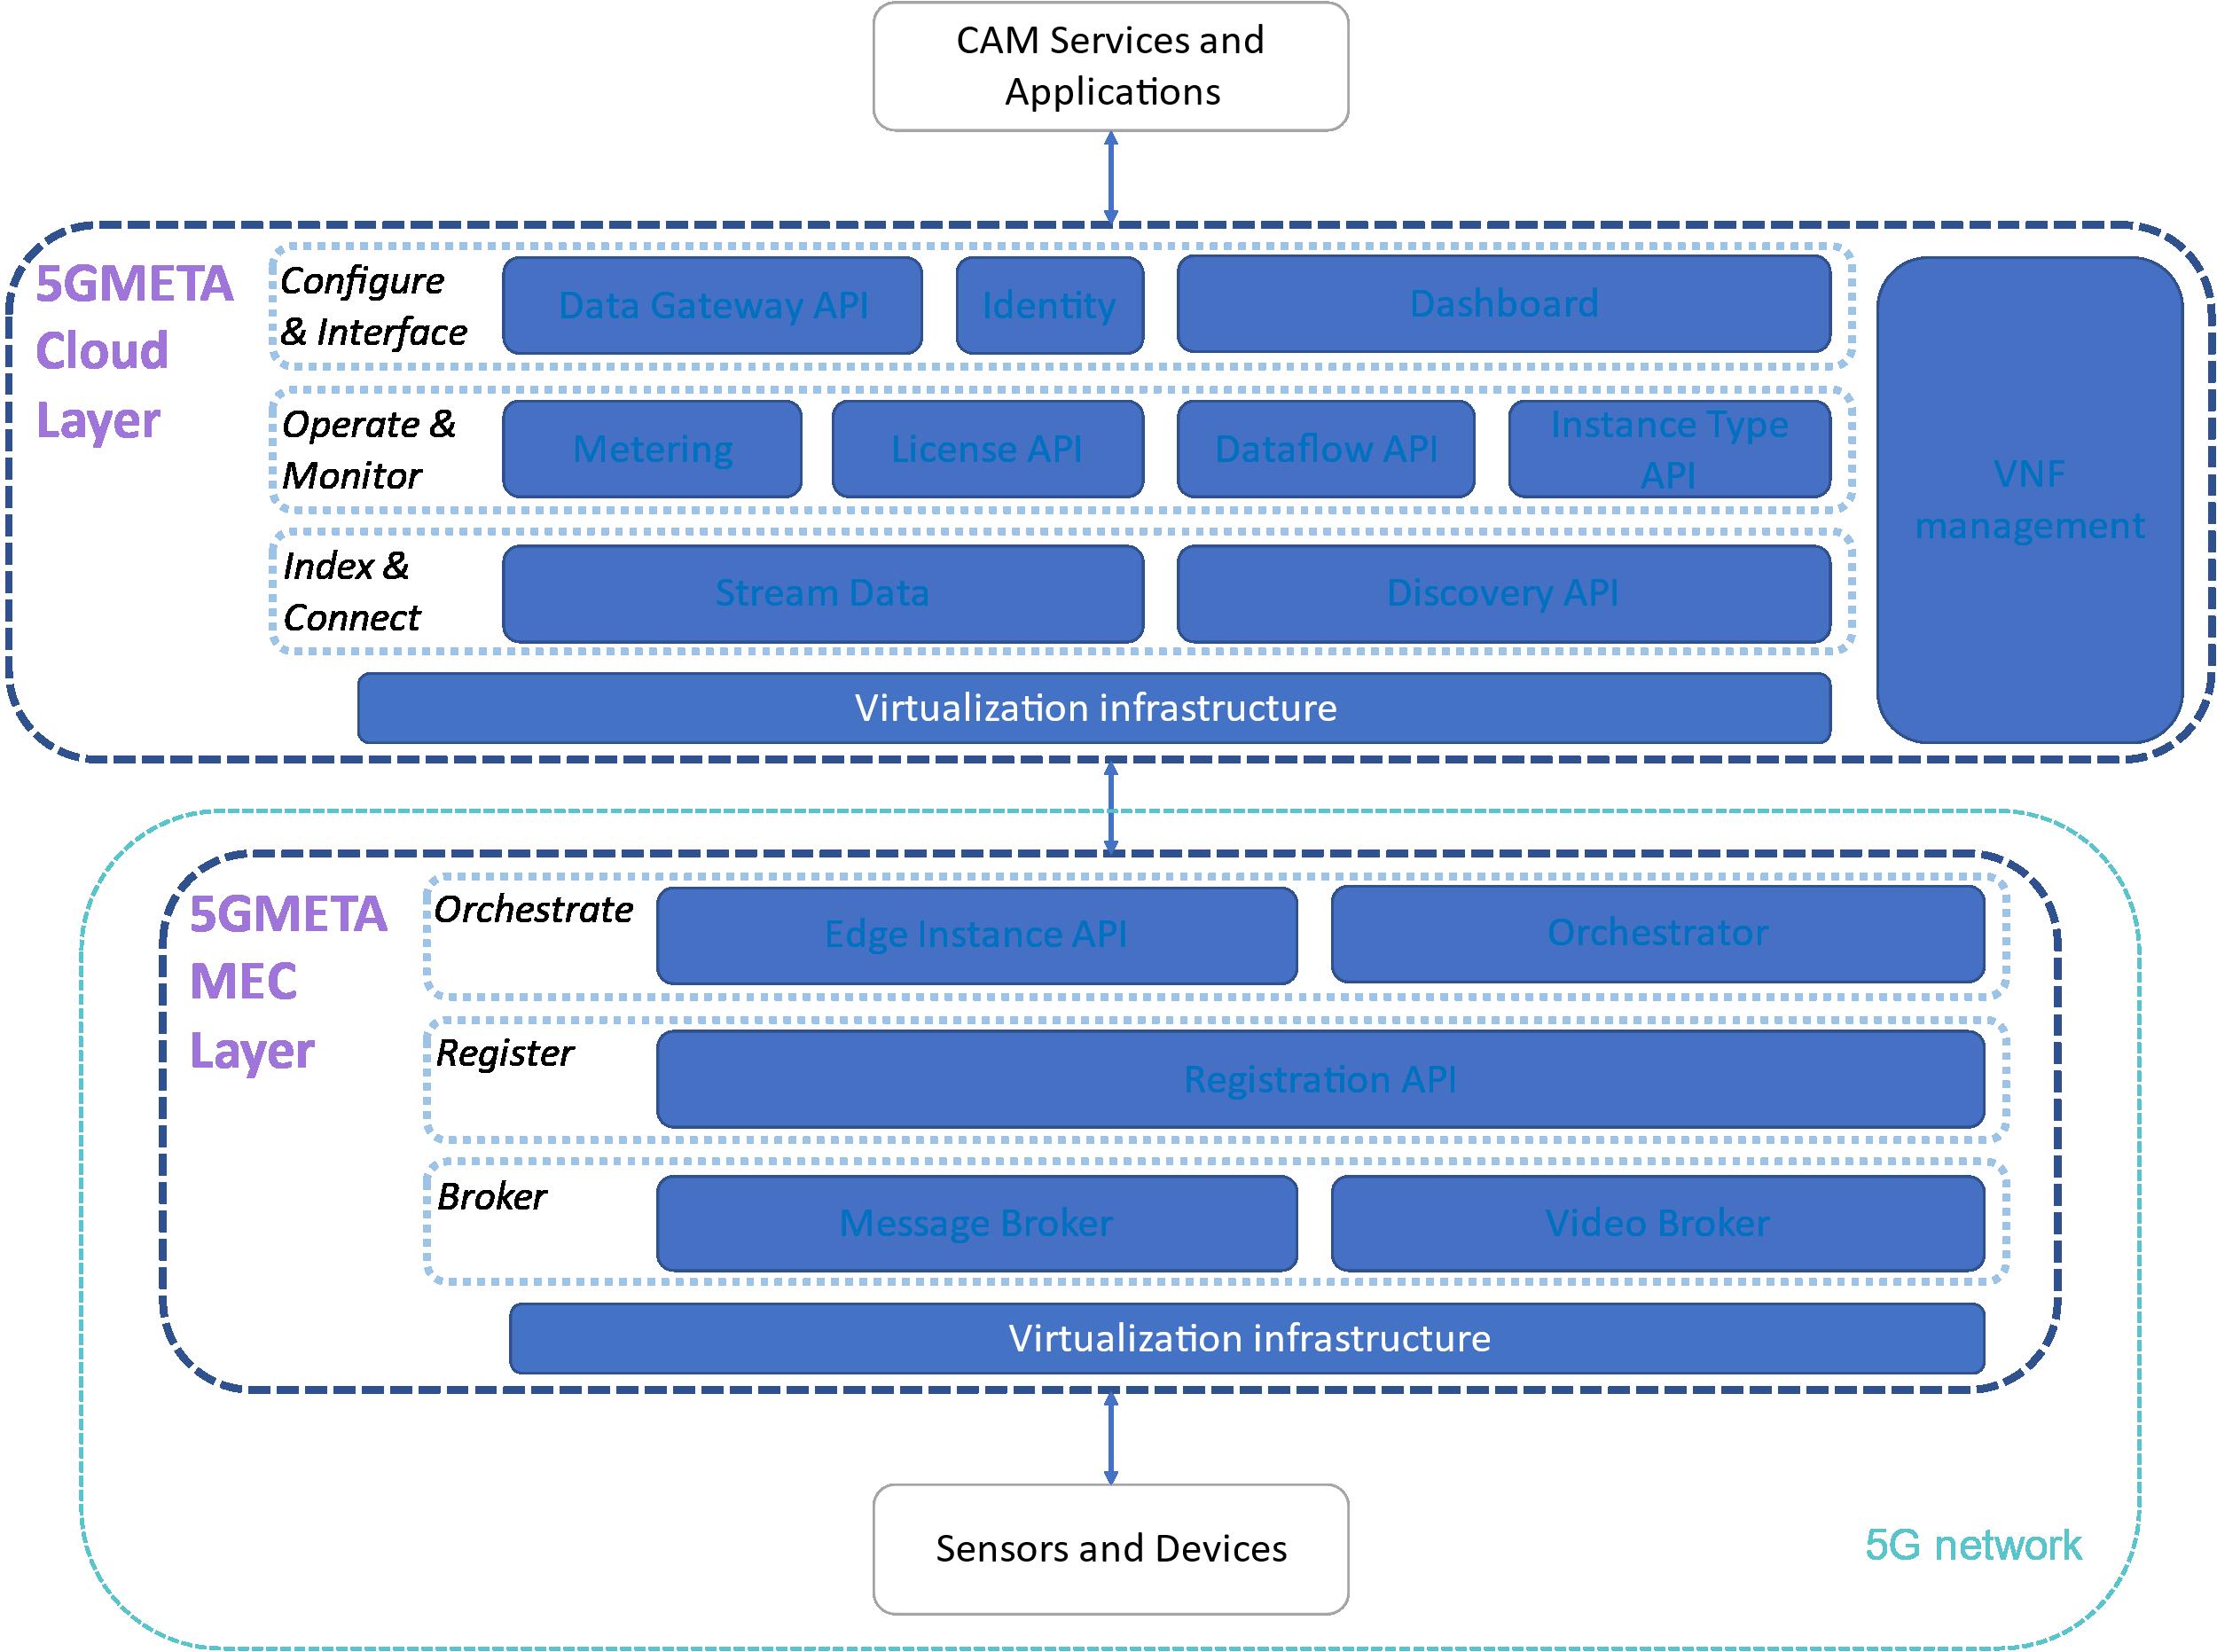 CAM Services and
Applications
5GMETA
Cloud
Layer
Configure
& Interface
Data Gateway API
Identity
Dashboard
Operate &
Monitor
Metering
License API
Dataflow API
Instance Type
API
Index &
Connect
Stream Data
Discovery API
VNF
management
Virtualization infrastructure
5GMETA
MEC
Layer
Orchestrate
Edge Instance API
Orchestrator
Register
Registration API
Broker
Message Broker
Video Broker
Virtualization infrastructure
Sensors and Devices
5G network